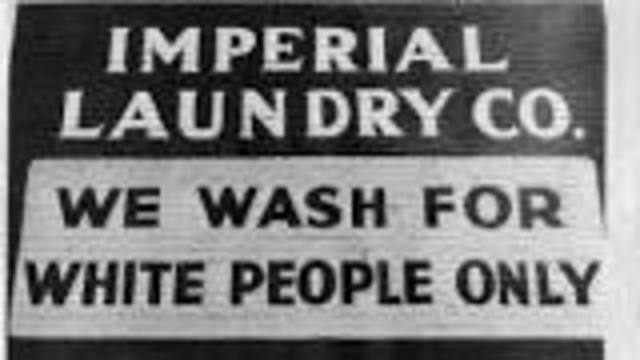 IMPERIAL
LAUNDRY CO.
WE WASH FOR
WHITE PEOPLE ONLY